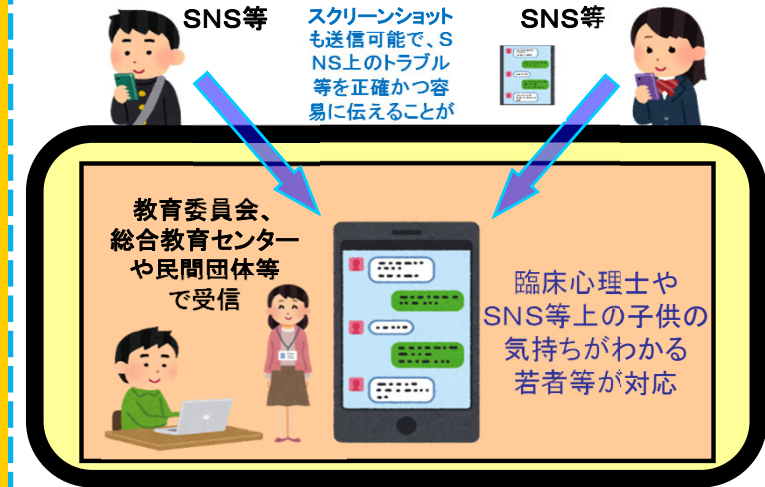 SNS等
スクリーンショット
も送信可能で、S
NS上のトラブル
等を正確かつ容
易に伝えることが
SNS等
教育委員会、
総合教育センター
や民間団体等
で受信
臨床心理士や
SNS等上の子供の
気持ちがわかる
若者等が対応